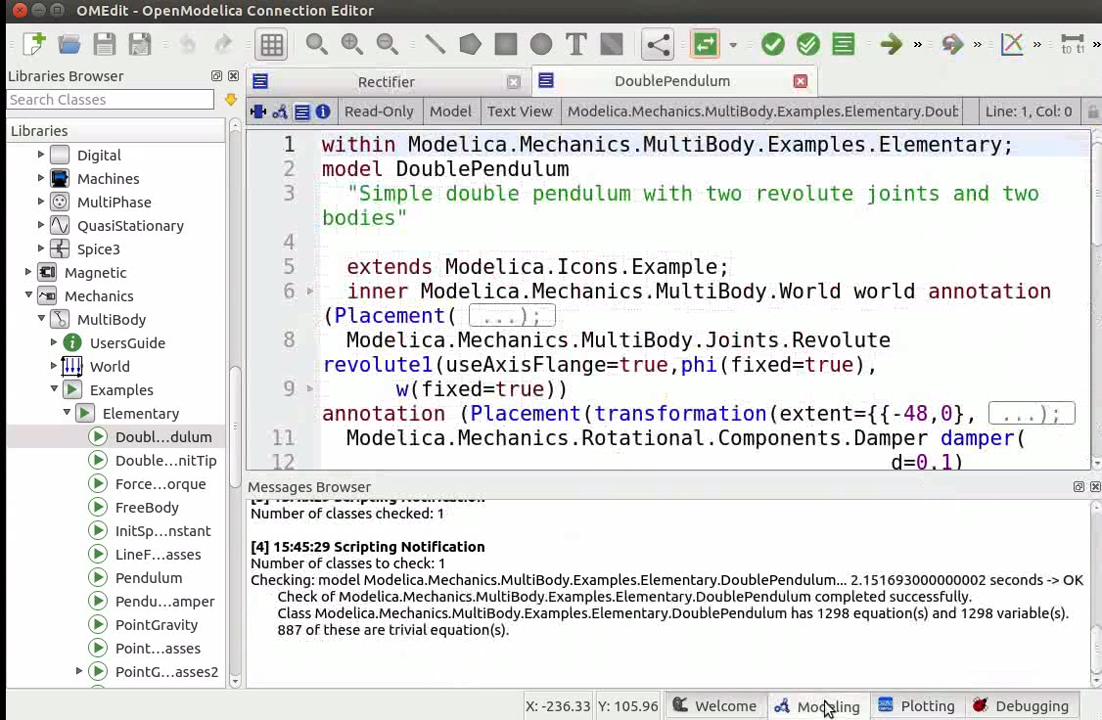 OMEdit - OpenModelica Connection Editor
T
to t1
Libraries Browser
Search Classes
Libraries
Digital
Machines
MultiPhase
QuasiStationary
Spice3
Magnetic
Mechanics
MultiBody
UsersGuide
World
Examples
Elementary
Doubl...dulum
Double...nitTip
Force...orque
FreeBody
InitSp...nstant
LineF...asses
Pendulum
Pendu...amper
PointGravity
Point...asses
PointG...asses2
Rectifier
DoublePendulum
Read-Only
Model
Text View
Modelica.Mechanics.MultiBody.Examples.Elementary.Doub
Line: 1, Col: 0
1 within Modelica.Mechanics.MultiBody.Examples.Elementary;
2 model DoublePendulum
3 "Simple double pendulum with two revolute joints and two
bodies"
4
5 extends Modelica.Icons.Example;
6 inner Modelica.Mechanics.MultiBody.World world annotation
(Placement( ...);
8 Modelica.Mechanics.MultiBody.Joints.Revolute
revolute1(useAxisFlange=true,phi(fixed=true),
9 w(fixed=true))
annotation (Placement(transformation(extent={{-48,0}, ...);
11 Modelica.Mechanics.Rotational.Components.Damper damper(
12 d=0.1)
Messages Browser
Number of classes checked: 1
[4] 15:45:29 Scripting Notification
Number of classes to check: 1
Checking: model Modelica.Mechanics.MultiBody.Examples.Elementary.DoublePendulum... 2.151693000000002 seconds -> OK
Check of Modelica.Mechanics.MultiBody.Examples.Elementary.DoublePendulum completed successfully.
Class Modelica.Mechanics.MultiBody.Examples.Elementary.DoublePendulum has 1298 equation(s) and 1298 variable(s).
887 of these are trivial equation(s).
X: -236.33
Y: 105.96
Welcome
Modeling
Plotting
Debugging